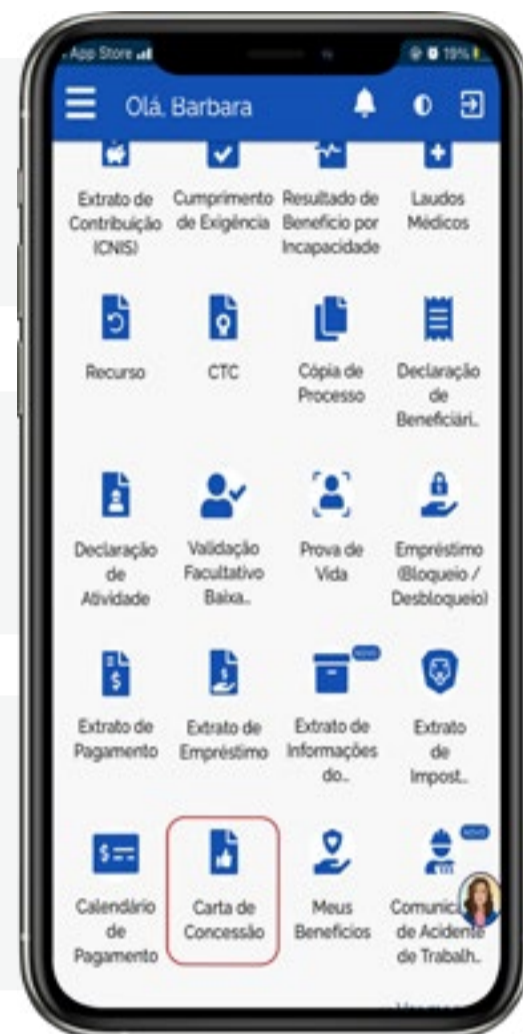 App Store
19%
Olá, Barbara
Extrato de Contribuição (CNIS)
Cumprimento de Exigência
Resultado de Benefício por Incapacidade
Laudos Médicos
Recurso
CTC
Cópia de Processo
Declaração de Beneficiári..
Declaração de Atividade
Validação Facultativo Baixa..
Prova de Vida
Empréstimo (Bloqueio / Desbloqueio)
NOVO
Extrato de Pagamento
Extrato de Empréstimo
Extrato de Informações do..
Extrato de Impost..
NOVO
Calendário de Pagamento
Carta de Concessão
Meus Benefícios
Comunica de Acidente de Trabalh..